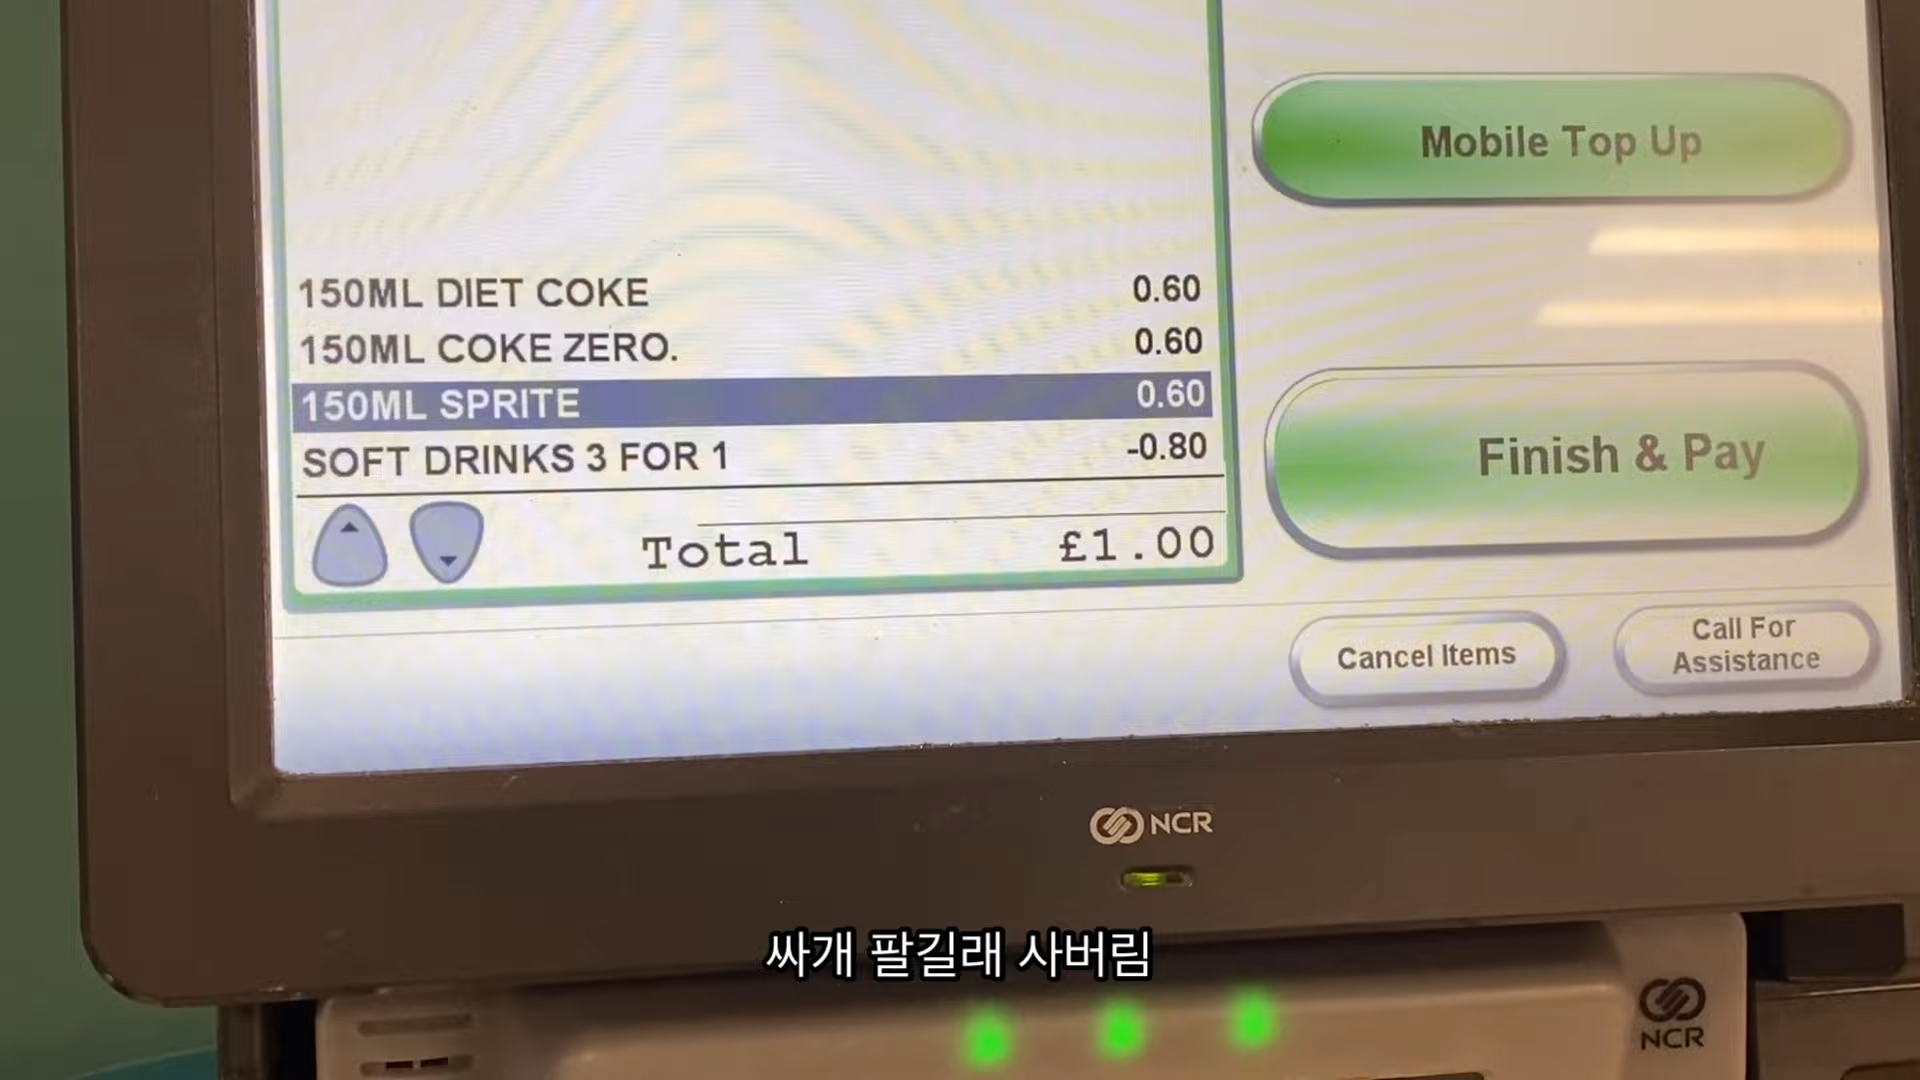 Mobile Top Up
150ML DIET COKE 0.60
150ML COKE ZERO. 0.60
150ML SPRITE 0.60
SOFT DRINKS 3 FOR 1 -0.80
Total £1.00
Finish & Pay
Cancel Items
Call For
Assistance
NCR
싸개 팔길래 사버림
NCR